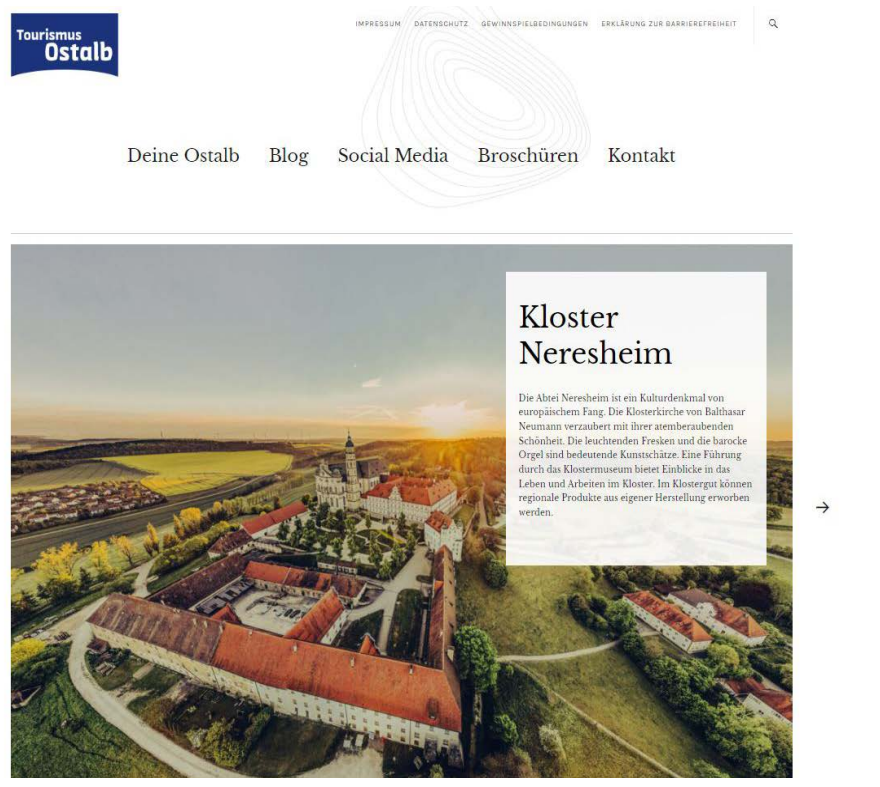 Tourismus
Ostalb
IMPRESSUM DATENSCHUTZ GEWINNSPIELBEDINGUNGEN ERKLÄRUNG ZUR BARRIEREFREIHEIT
Deine Ostalb Blog Social Media Broschüren Kontakt
Kloster
Neresheim
Die Abtei Neresheim ist ein Kulturdenkmal von
europäischem Fang. Die Klosterkirche von Balthasar
Neumann verzaubert mit ihrer atemberaubenden
Schönheit. Die leuchtenden Fresken und die barocke
Orgel sind bedeutende Kunstschätze. Eine Führung
durch das Klostermuseum bietet Einblicke in das
Leben und Arbeiten im Kloster. Im Klostergut können
regionale Produkte aus eigener Herstellung erworben
werden.